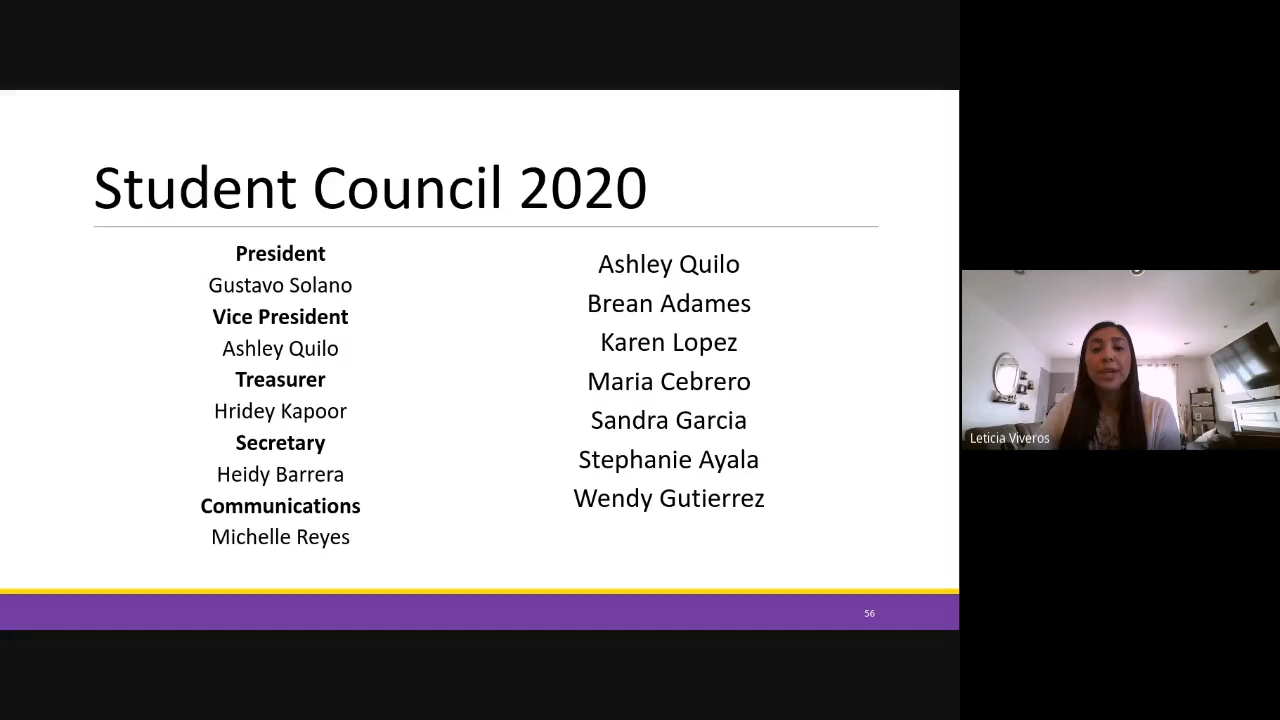 Student Council 2020
President
Gustavo Solano
Vice President
Ashley Quilo
Treasurer
Hridey Kapoor
Secretary
Heidy Barrera
Communications
Michelle Reyes
Ashley Quilo
Brean Adames
Karen Lopez
Maria Cebrero
Sandra Garcia
Stephanie Ayala
Wendy Gutierrez
56
Leticia Viveros